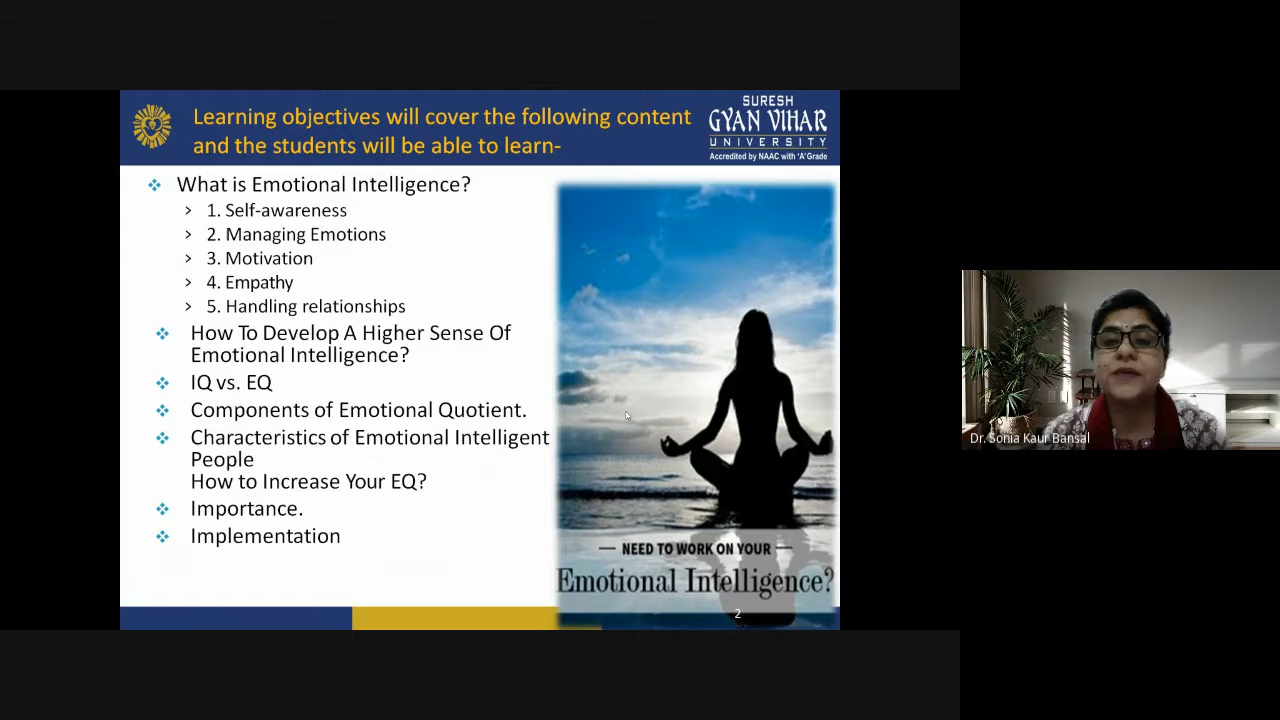 Learning objectives will cover the following content
and the students will be able to learn-
SURESH
GYAN VIHAR
UNIVERSITY
Accredited by NAAC with 'A' Grade
What is Emotional Intelligence?
1. Self-awareness
2. Managing Emotions
3. Motivation
4. Empathy
5. Handling relationships
How To Develop A Higher Sense Of
Emotional Intelligence?
IQ vs. EQ
Components of Emotional Quotient.
Characteristics of Emotional Intelligent
People
How to Increase Your EQ?
Importance.
Implementation
NEED TO WORK ON YOUR
Emotional Intelligence?
2
Dr. Sonia Kaur Bansal